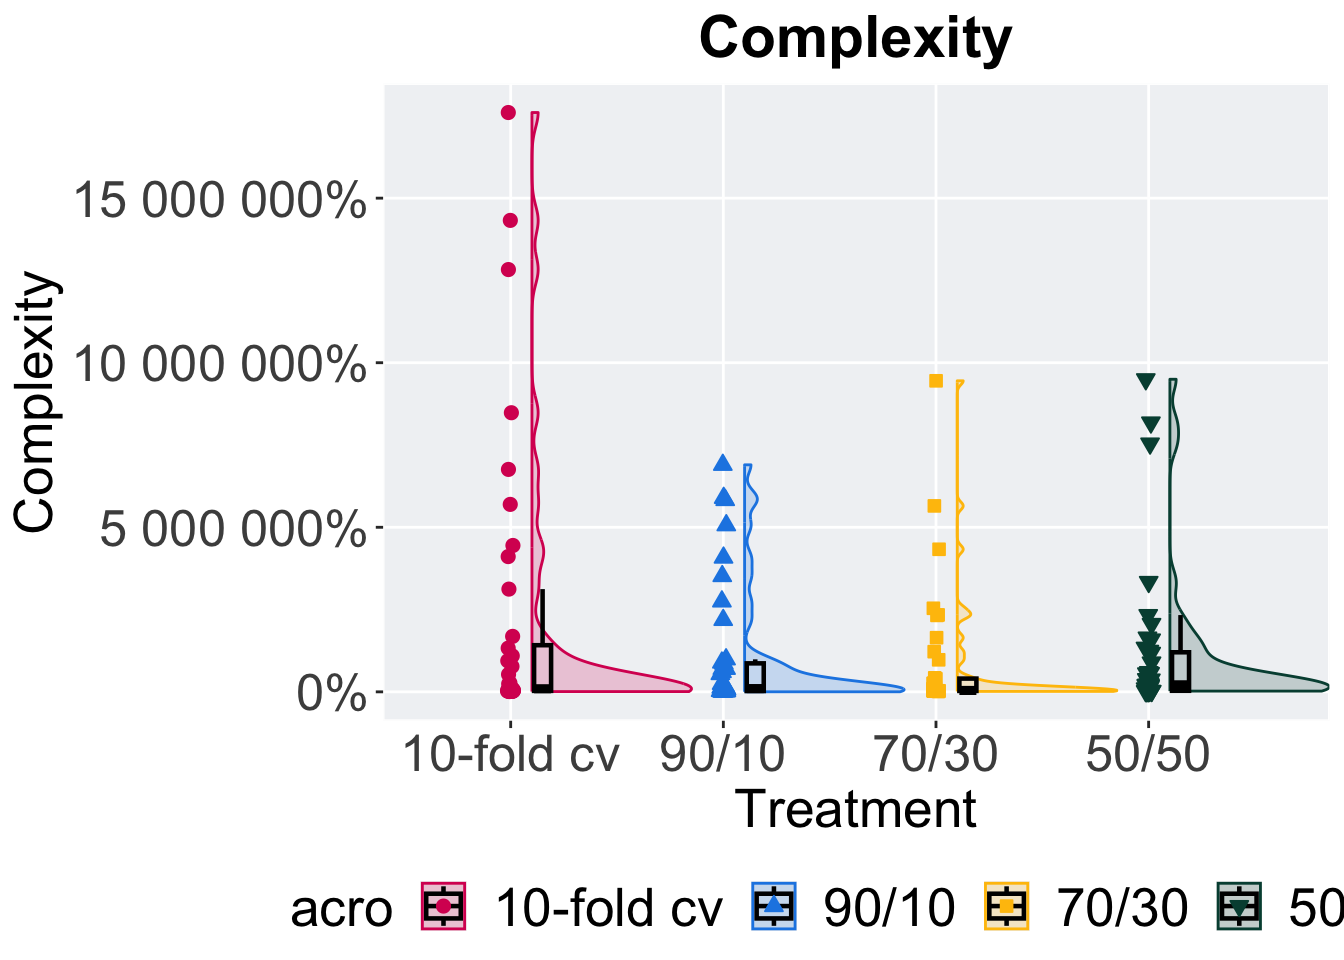 Complexity
Complexity
15 000 000%
10 000 000%
5 000 000%
0%
10-fold cv 90/10 70/30 50/50
Treatment
acro 10-fold cv 90/10 70/30 50